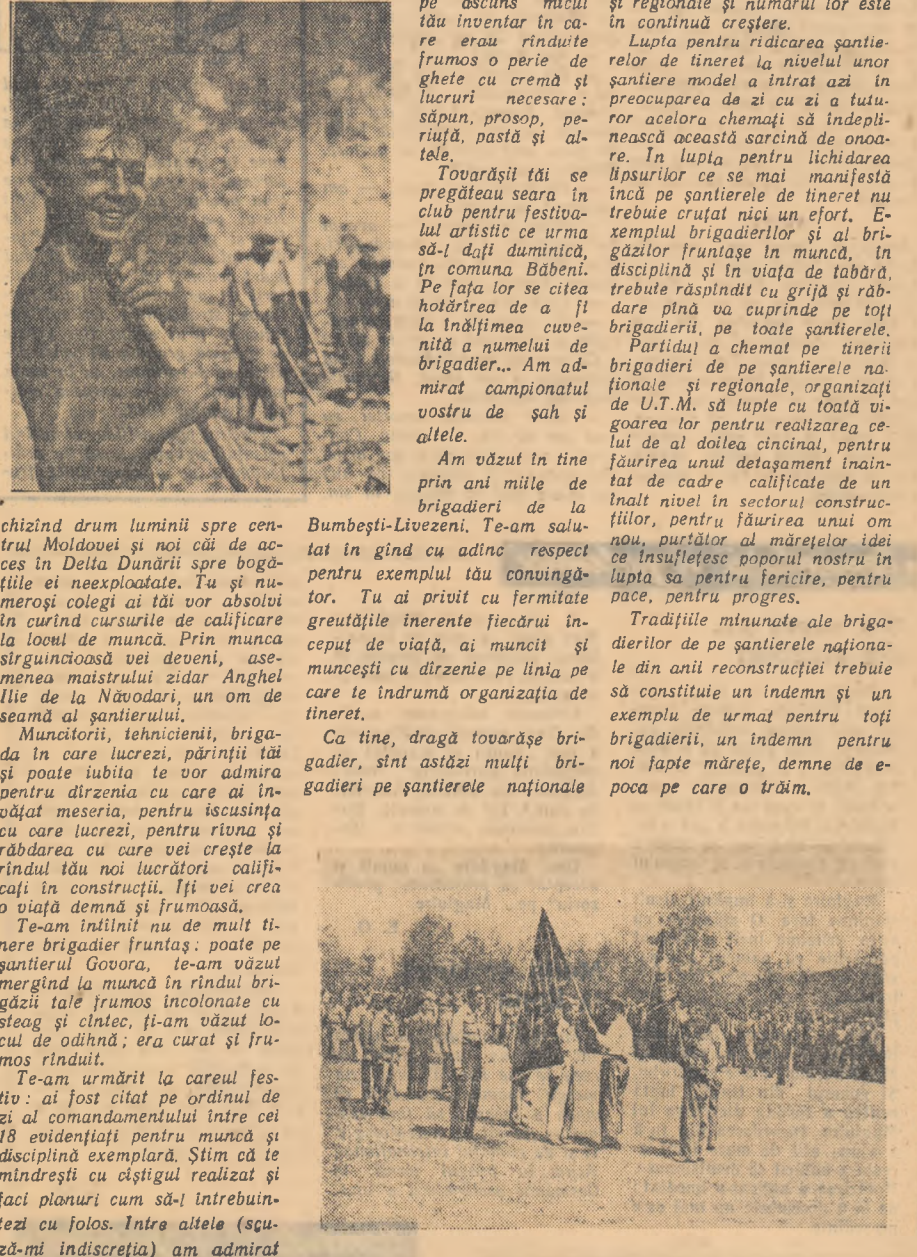 chizînd drum luminii spre cen-
trul Moldovei și noi căi de ac-
ces în Delta Dunării spre bogă-
țiile ei neexploatate. Tu și nu-
meroși colegi ai tăi vor absolvi
în curînd cursurile de calificare
la locul de muncă. Prin munca
sîrguincioasă vei deveni, ase-
menea maistrului zidar Anghel
Ilie de la Năvodari, un om de
seamă al șantierului.
Muncitorii, tehnicienii, briga-
da în care lucrezi, părinții tăi
și poate iubita te vor admira
pentru dîrzenia cu care ai în-
vățat meseria, pentru iscusința
cu care lucrezi, pentru rîvna și
răbdarea cu care vei crește la
rîndul tău noi lucrători califi-
cați în construcții. Iți vei crea
o viață demnă și frumoasă.
Te-am întîlnit nu de mult ti-
nere brigadier fruntaș: poate pe
șantierul Govora, te-am văzut
mergînd la muncă în rîndul bri-
găzii tale frumos încolonate cu
steag și cîntec, ți-am văzut lo-
cul de odihnă; era curat și fru-
mos rînduit.
Te-am urmărit la careul fes-
tiv: ai fost citat pe ordinul de
zi al comandamentului între cei
18 evidențiați pentru muncă și
disciplină exemplară. Știm că te
mîndrești cu cîștigul realizat și
faci planuri cum să-l întrebuin-
tezi cu folos. Intre altele (scu-
ză-mi indiscreția) am admirat
pe ascuns micul
tău inventar în ca-
re erau rînduite
frumos o perie de
ghete cu cremă și
lucruri necesare:
săpun, prosop, pe-
riuță, pastă și al-
tele.
Tovarășii tăi se
pregăteau seara în
club pentru festiva-
lul artistic ce urma
să-l dați duminică,
în comuna Băbeni.
Pe fața lor se citea
hotărîrea de a fi
la înălțimea cuve-
nită a numelui de
brigadier... Am ad-
mirat campionatul
vostru de șah și
altele.
Am văzut în tine
prin ani miile de
brigadieri de la
Bumbești-Livezeni. Te-am salu-
tat în gînd cu adînc respect
pentru exemplul tău convingă-
tor. Tu ai privit cu fermitate
greutățile inerente fiecărui în-
ceput de viață, ai muncit și
muncești cu dîrzenie pe linia pe
care te îndrumă organizația de
tineret.
Ca tine, dragă tovarășe bri-
gadier, sînt astăzi mulți bri-
gadieri pe șantierele naționale
și regionale și numărul lor este
în continuă creștere.
Lupta pentru ridicarea șantie-
relor de tineret la nivelul unor
șantiere model a intrat azi în
preocuparea de zi cu zi a tutu-
ror acelora chemați să îndepli-
nească această sarcină de onoa-
re. In lupta pentru lichidarea
lipsurilor ce se mai manifestă
încă pe șantierele de tineret nu
trebuie cruțat nici un efort. E-
xemplul brigadierilor și al bri-
găzilor fruntașe în muncă, în
disciplină și în viața de tabără,
trebuie răspîndit cu grijă și răb-
dare pînă va cuprinde pe toți
brigadierii, pe toate șantierele.
Partidul a chemat pe tinerii
brigadieri de pe șantierele na-
ționale și regionale, organizați
de U.T.M. să lupte cu toată vi-
goarea lor pentru realizarea ce-
lui de al doilea cincinal, pentru
făurirea unui detașament înain-
tat de cadre calificate de un
înalt nivel în sectorul construc-
țiilor, pentru făurirea unui om
nou, purtător al mărețelor idei
ce însuflețesc poporul nostru în
lupta sa pentru fericire, pentru
pace, pentru progres.
Tradițiile minunate ale briga-
dierilor de pe șantierele naționa-
le din anii reconstrucției trebuie
să constituie un îndemn și un
exemplu de urmat pentru toți
brigadierii, un îndemn pentru
noi fapte mărețe, demne de e-
poca pe care o trăim.